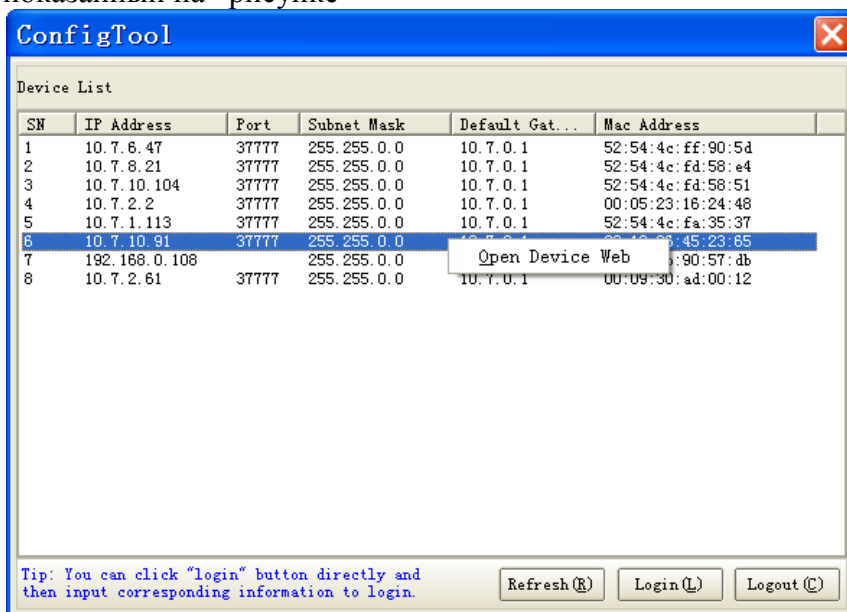 показанный на рисунке
ConfigTool
Device List
SN IP Address Port Subnet Mask Default Gat... Mac Address
1 10.7.6.47 37777 255.255.0.0 10.7.0.1 52:54:4c:ff:90:5d
2 10.7.8.21 37777 255.255.0.0 10.7.0.1 52:54:4c:fd:58:e4
3 10.7.10.104 37777 255.255.0.0 10.7.0.1 52:54:4c:fd:58:51
4 10.7.2.2 37777 255.255.0.0 10.7.0.1 00:05:23:16:24:48
5 10.7.1.113 37777 255.255.0.0 10.7.0.1 52:54:4c:fa:35:37
6 10.7.10.91 37777 255.255.0.0 :45:23:65
7 192.168.0.108 255.255.0.0 :90:57:db
Open Device Web
8 10.7.2.61 37777 255.255.0.0 10.7.0.1 00:09:30:ad:00:12
Tip: You can click "login" button directly and
then input corresponding information to login.
Refresh(R) Login(L) Logout(C)